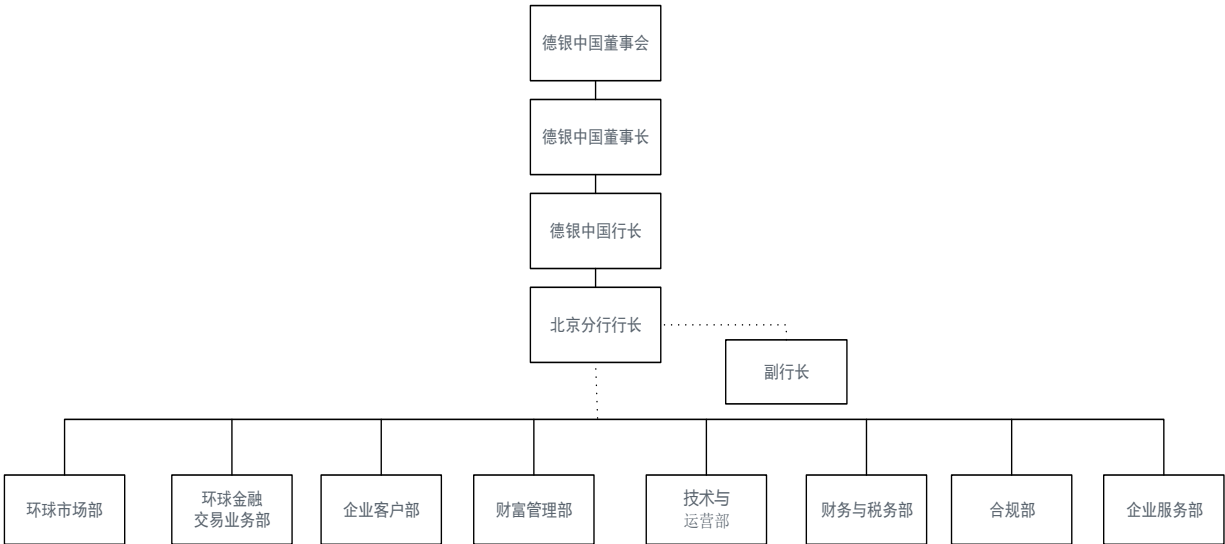 德银中国董事会
德银中国董事长
德银中国行长
北京分行行长
副行长
环球市场部
环球金融
交易业务部
企业客户部
财富管理部
技术与
运营部
财务与税务部
合规部
企业服务部